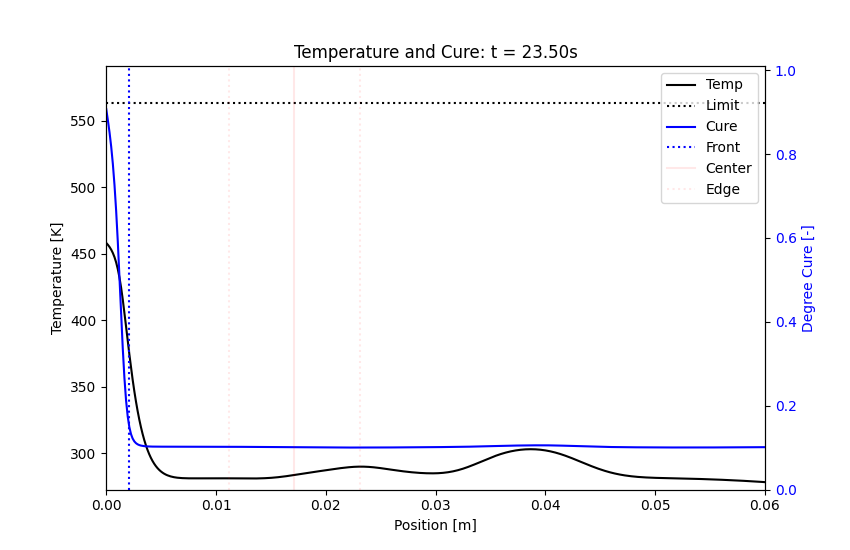 Temperature and Cure: t = 23.50s
Temp
Limit
Cure
Front
Center
Edge
Temperature [K]
550
500
450
400
350
300
Degree Cure [-]
1.0
0.8
0.6
0.4
0.2
0.0
0.00 0.01 0.02 0.03 0.04 0.05 0.06
Position [m]